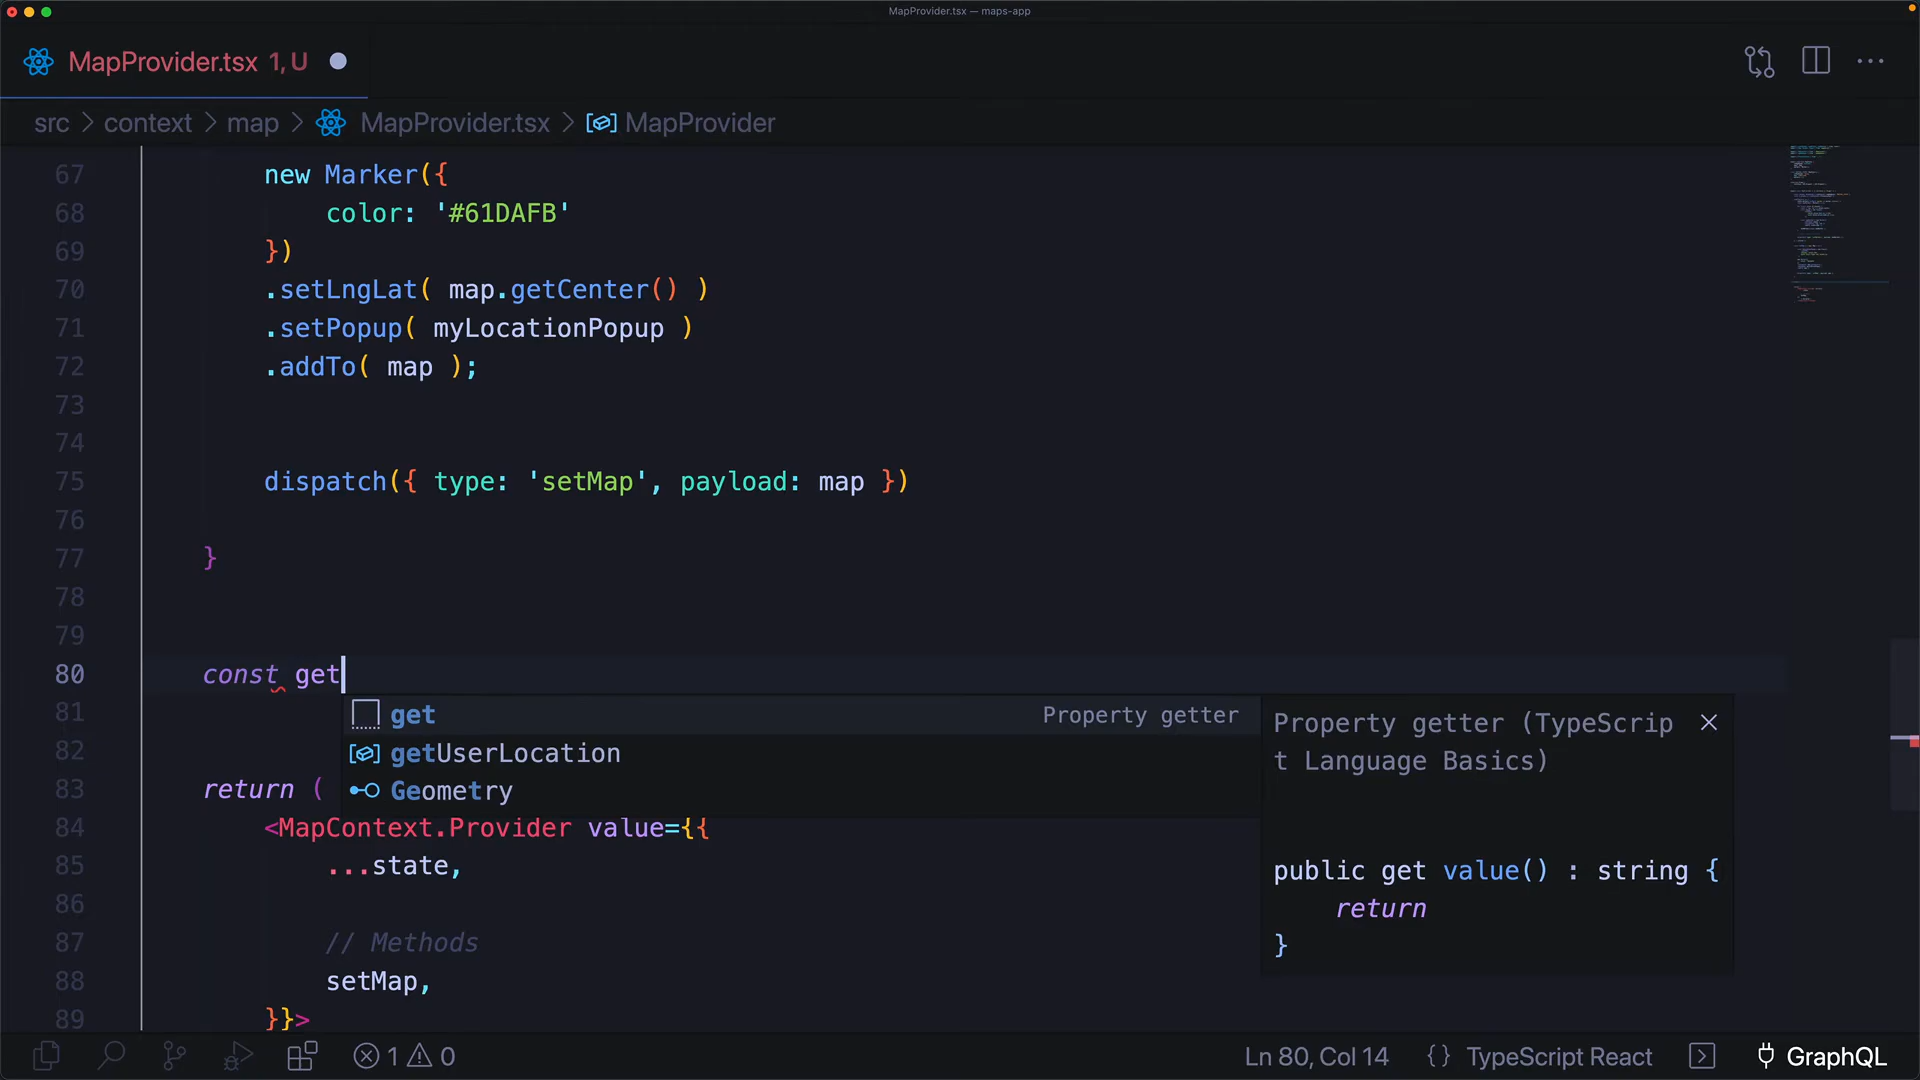 MapProvider.tsx — maps-app
MapProvider.tsx 1, U
src > context > map > MapProvider.tsx > MapProvider
67 new Marker({
68 color: '#61DAFB'
69 })
70 .setLngLat( map.getCenter() )
71 .setPopup( myLocationPopup )
72 .addTo( map );
73
74
75 dispatch({ type: 'setMap', payload: map })
76
77 }
78
79
80 const get
get Property getter
getUserLocation
Geometry
Property getter (TypeScrip
t Language Basics)
public get value() : string {
return
}
81
82
83 return (
84 <MapContext.Provider value={{
85 ...state,
86
87 // Methods
88 setMap,
89 }}>
1 0
Ln 80, Col 14
{} TypeScript React
GraphQL